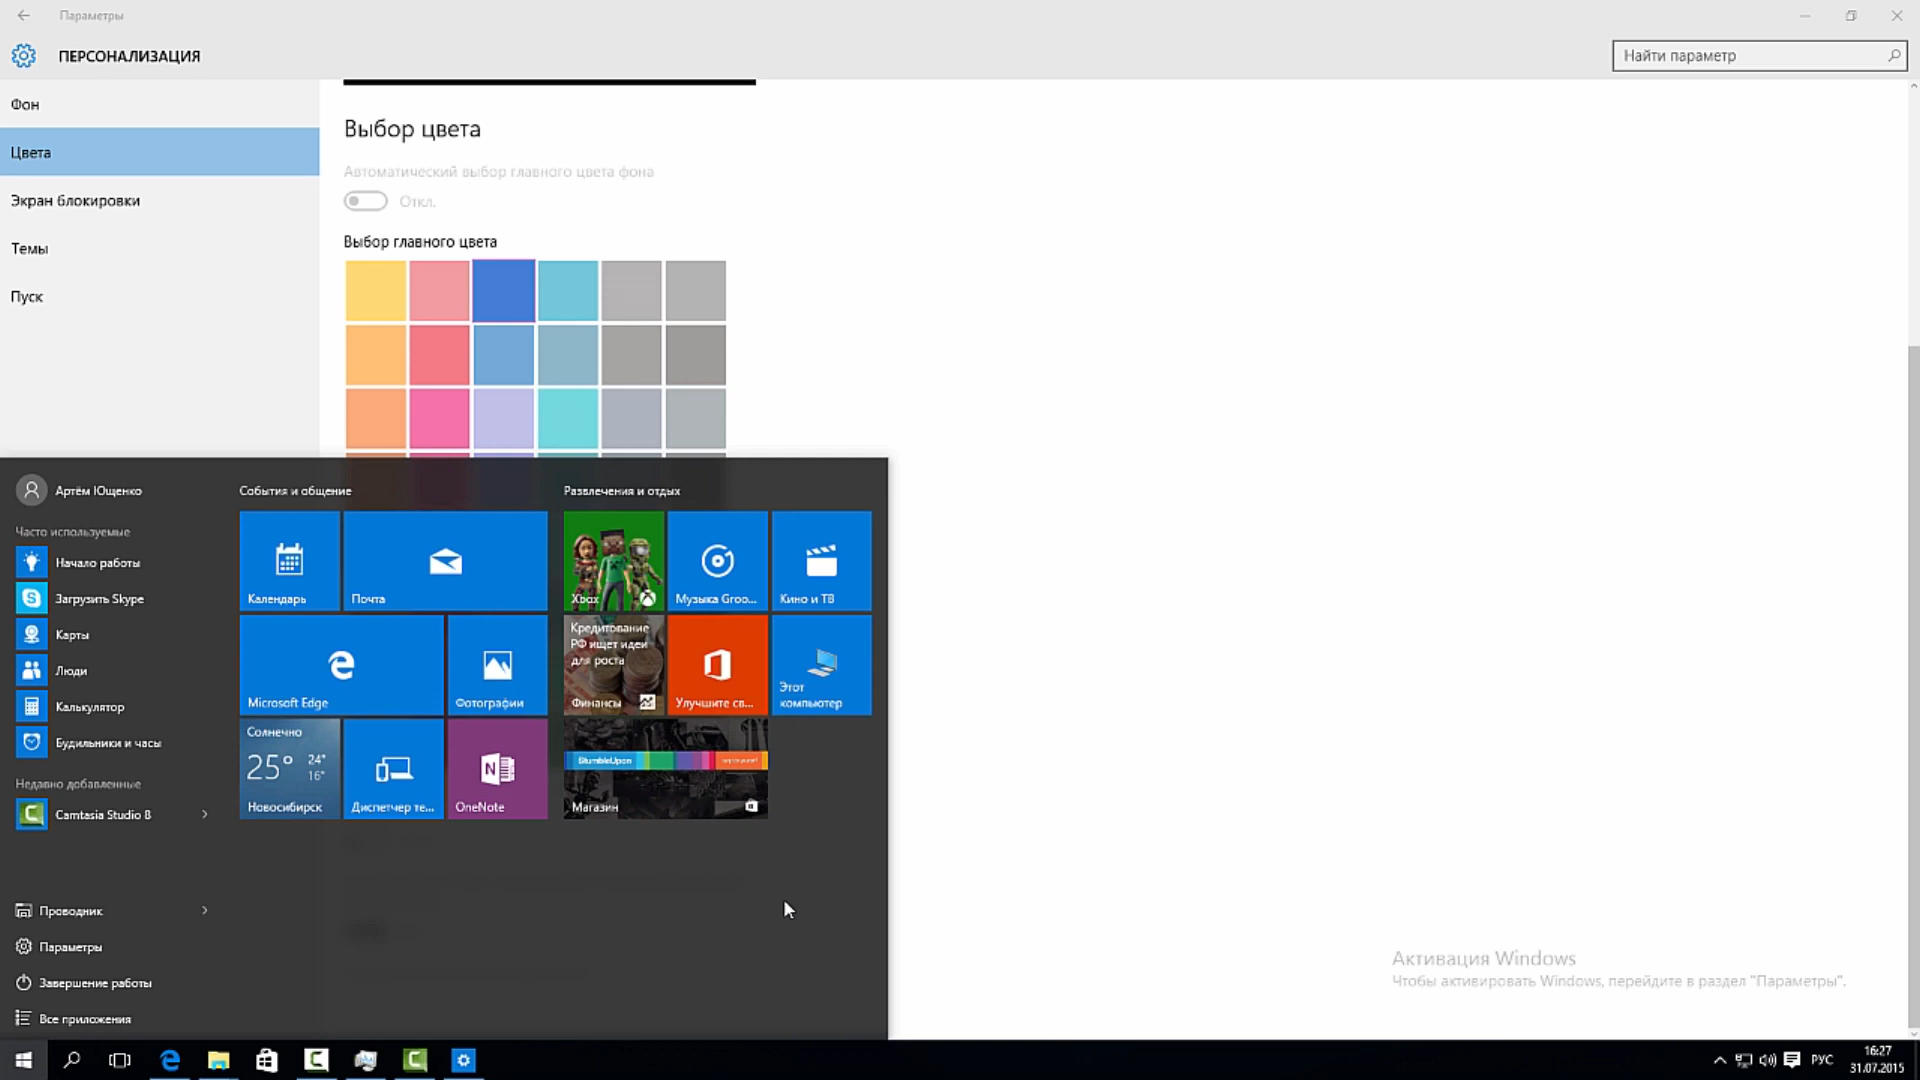 Параметры
ПЕРСОНАЛИЗАЦИЯ
Найти параметр
Фон
Цвета
Экран блокировки
Темы
Пуск
Выбор цвета
Автоматический выбор главного цвета фона
Откл.
Выбор главного цвета
Артём Ющенко
Часто используемые
Начало работы
Загрузить Skype
Карты
Люди
Калькулятор
Будильники и часы
Недавно добавленные
Camtasia Studio 8
Проводник
Параметры
Завершение работы
Все приложения
События и общение
Календарь
Почта
Microsoft Edge
Фотографии
Солнечно
25° 24°
16°
Новосибирск
Диспетчер те...
OneNote
Развлечения и отдых
Xbox
Музыка Groo...
Кино и ТВ
Кредитование
РФ ищет идеи
для роста
Финансы
Улучшите св...
Этот
компьютер
StumbleUpon
Магазин
Активация Windows
Чтобы активировать Windows, перейдите в раздел "Параметры".
РУС
16:27
31.07.2015